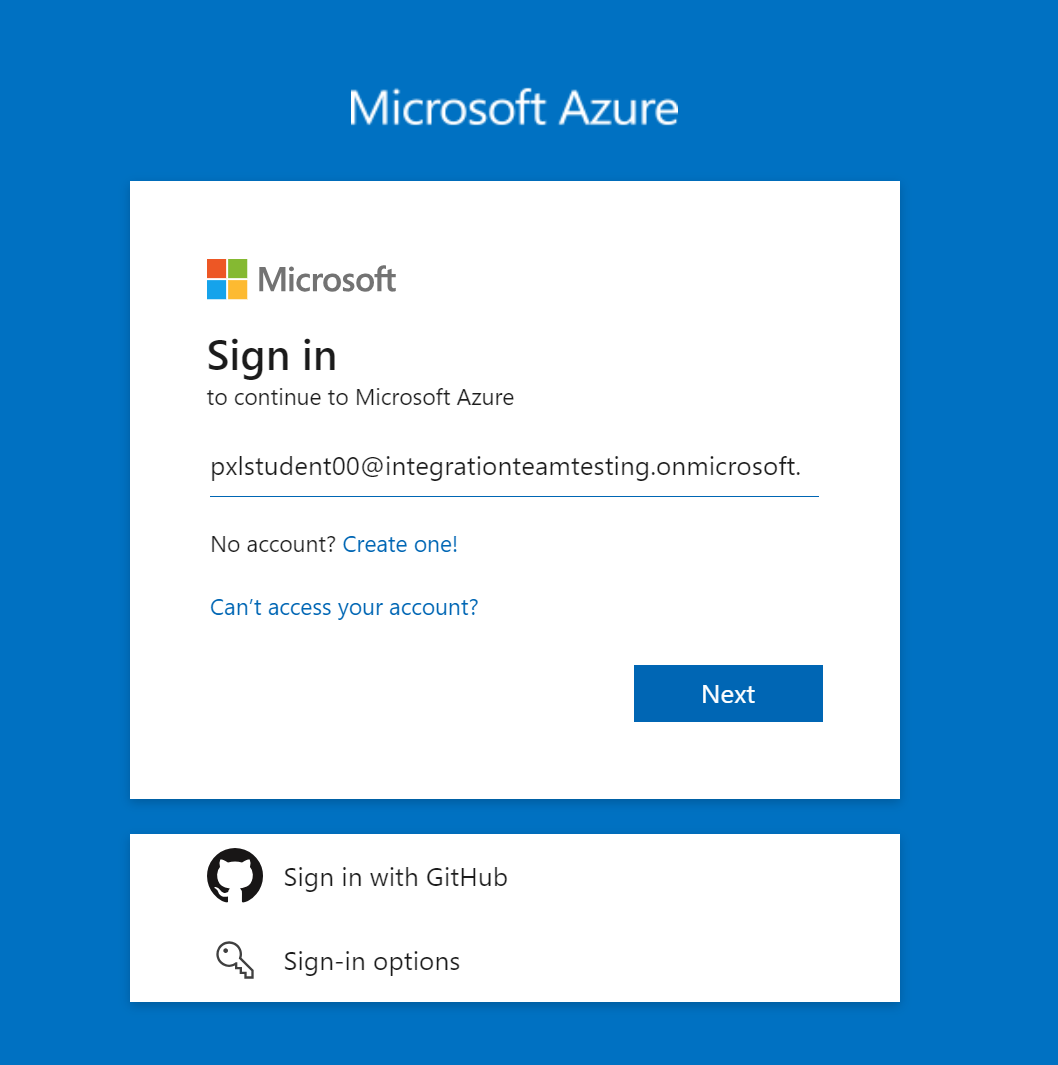 Microsoft Azure
Microsoft
Sign in
to continue to Microsoft Azure
pxlstudent00@integrationteamtesting.onmicrosoft.
No account? Create one!
Can’t access your account?
Next
Sign in with GitHub
Sign-in options